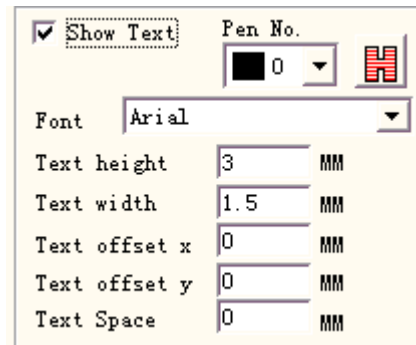 Show Text
Pen No.
0
Font Arial
Text height 3 MM
Text width 1.5 MM
Text offset x 0 MM
Text offset y 0 MM
Text Space 0 MM